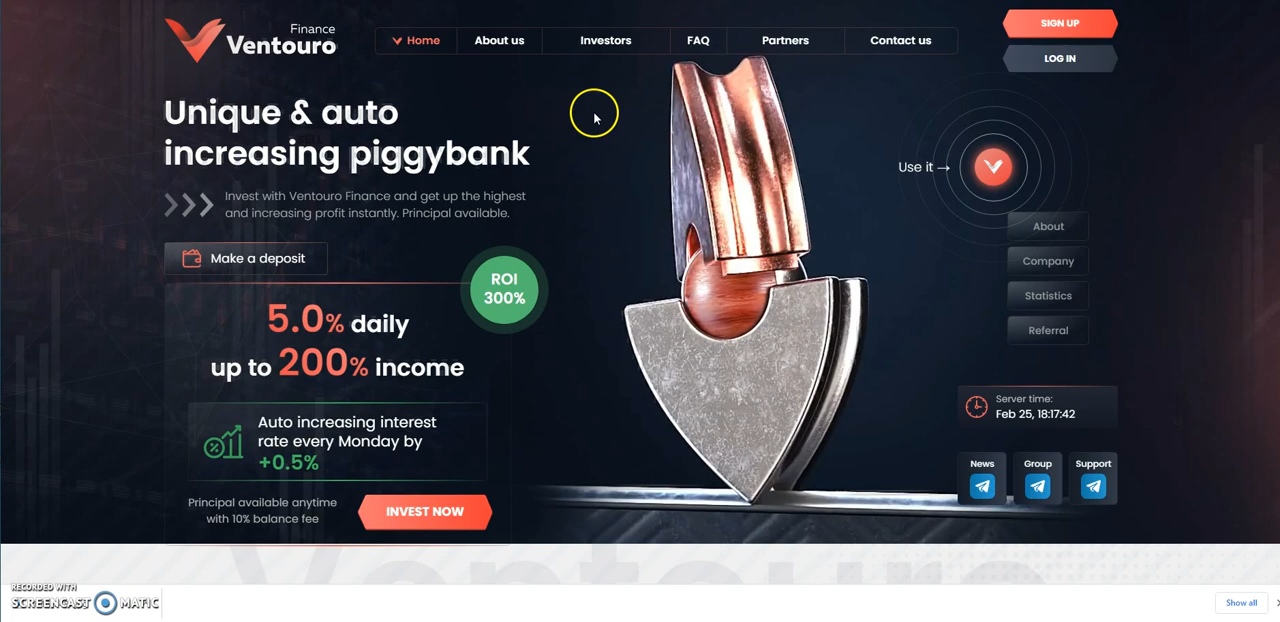 Finance
Ventouro
Home
About us
Investors
FAQ
Partners
Contact us
SIGN UP
LOG IN
Unique & auto
increasing piggybank
Invest with Ventouro Finance and get up the highest
and increasing profit instantly. Principal available.
Make a deposit
ROI
300%
5.0% daily
up to 200% income
Auto increasing interest
rate every Monday by
+0.5%
Principal available anytime
with 10% balance fee
INVEST NOW
Use it →
About
Company
Statistics
Referral
Server time:
Feb 25, 18:17:42
News
Group
Support
Ventouro
RECORDED WITH
SCREENCAST MATIC
Show all